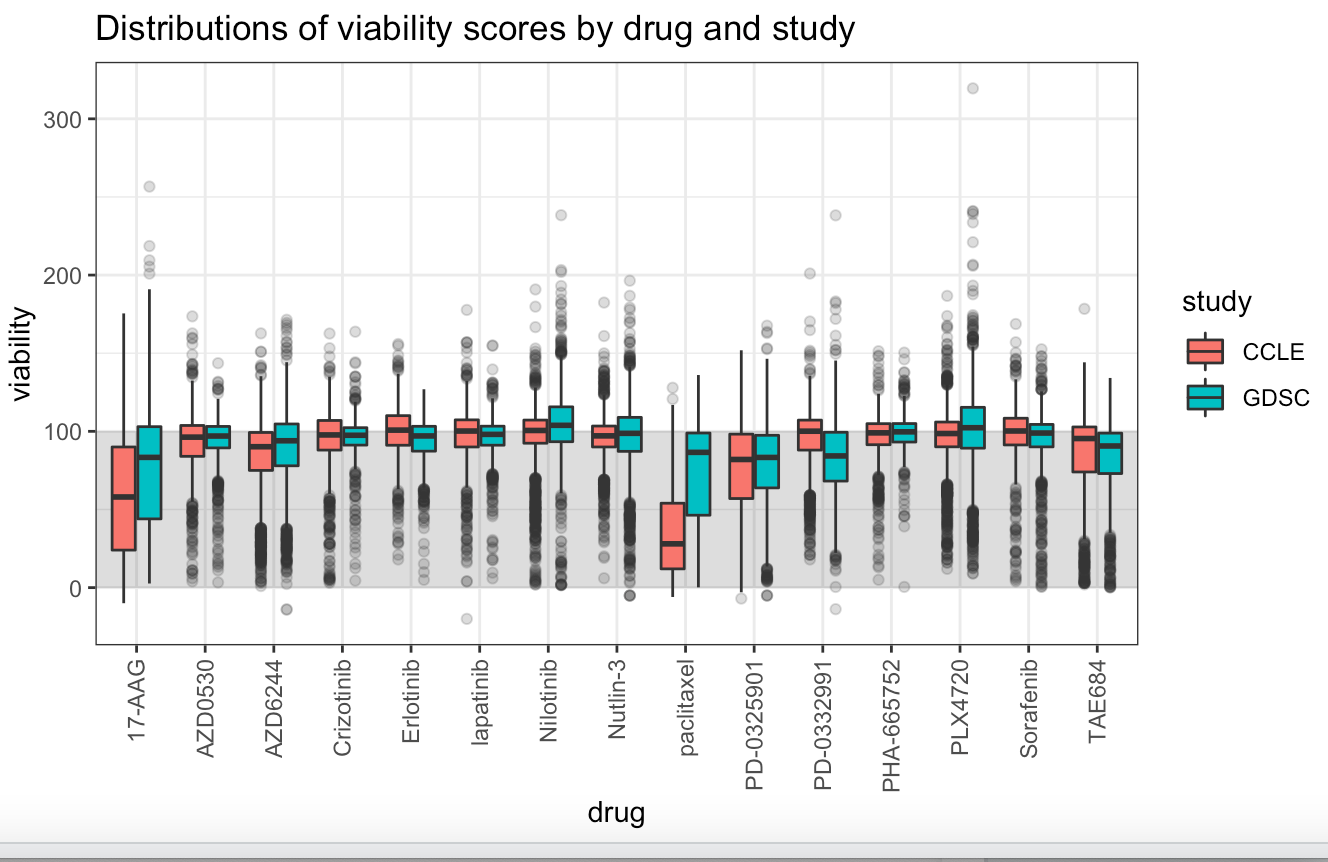 Distributions of viability scores by drug and study
viability
300
200
100
0
17-AAG
AZD0530
AZD6244
Crizotinib
Erlotinib
lapatinib
Nilotinib
Nutlin-3
paclitaxel
PD-0325901
PD-0332991
PHA-665752
PLX4720
Sorafenib
TAE684
drug
study
CCLE
GDSC